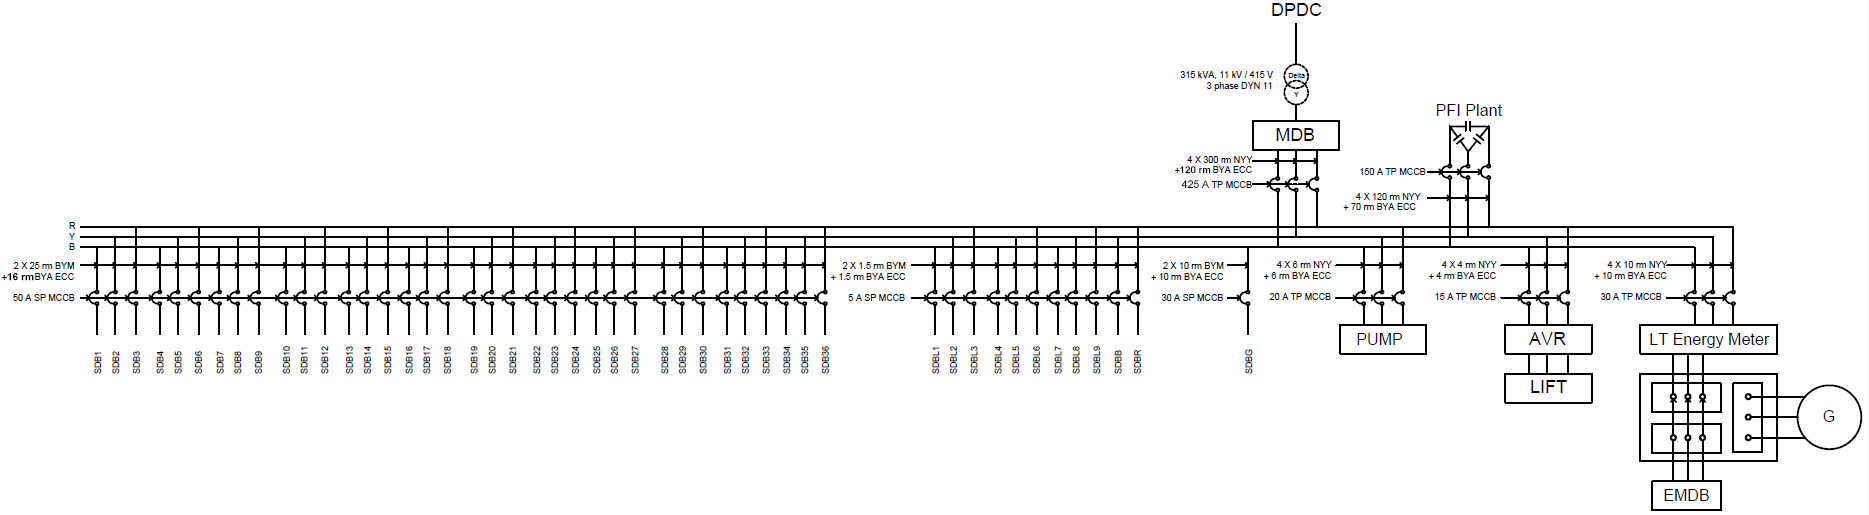 DPDC
315 kVA, 11 kV / 415 V
3 phase DYN 11
Delta
Y
MDB
4 X 300 rm NYY
+120 rm BYA ECC
425 A TP MCCB
PFI Plant
150 A TP MCCB
4 X 120 rm NYY
+ 70 rm BYA ECC
R
Y
B
2 X 25 rm BYM
+16 rm BYA ECC
50 A SP MCCB
2 X 1.5 rm BYM
+ 1.5 rm BYA ECC
5 A SP MCCB
2 X 10 rm BYM
+ 10 rm BYA ECC
30 A SP MCCB
4 X 6 rm NYY
+ 6 rm BYA ECC
20 A TP MCCB
4 X 4 rm NYY
+ 4 rm BYA ECC
15 A TP MCCB
4 X 10 rm NYY
+ 10 rm BYA ECC
30 A TP MCCB
SDB1
SDB2
SDB3
SDB4
SDB5
SDB6
SDB7
SDB8
SDB9
SDB10
SDB11
SDB12
SDB13
SDB14
SDB15
SDB16
SDB17
SDB18
SDB19
SDB20
SDB21
SDB22
SDB23
SDB24
SDB25
SDB26
SDB27
SDB28
SDB29
SDB30
SDB31
SDB32
SDB33
SDB34
SDB35
SDB36
SDBL1
SDBL2
SDBL3
SDBL4
SDBL5
SDBL6
SDBL7
SDBL8
SDBL9
SDBB
SDBR
SDBG
PUMP
AVR
LIFT
LT Energy Meter
G
EMDB